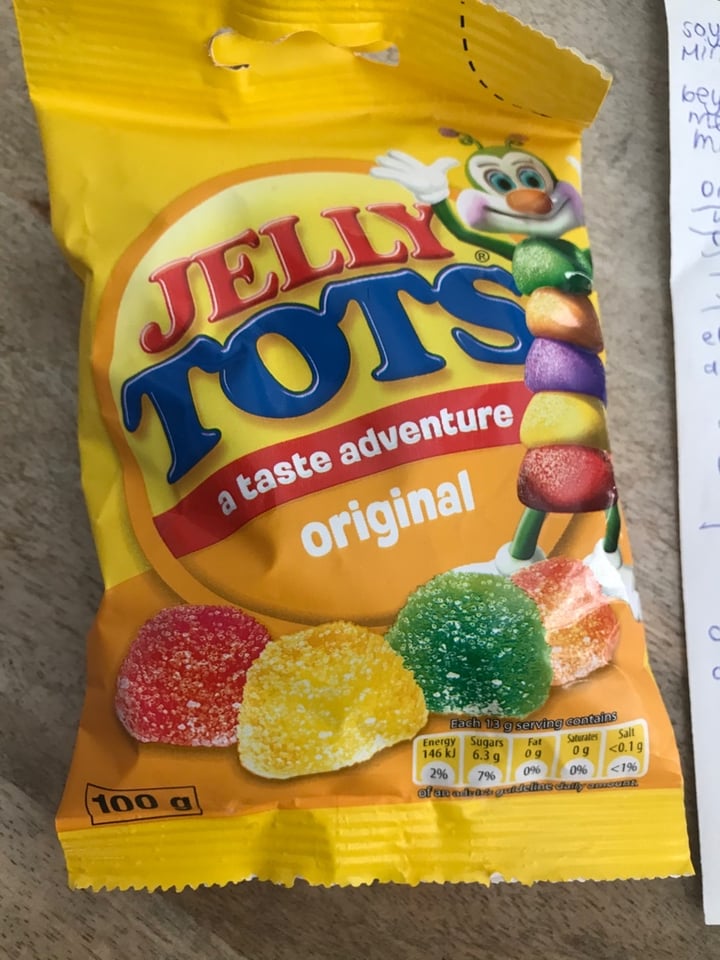 JELLY
TOTS®
a taste adventure
original
Each 13 g serving contains
Energy Sugars Fat Saturates Salt
146 kJ 6.3 g 0 g 0 g <0.1 g
2% 7% 0% 0% <1%
of an adult's guideline daily amount.
100 g
soy